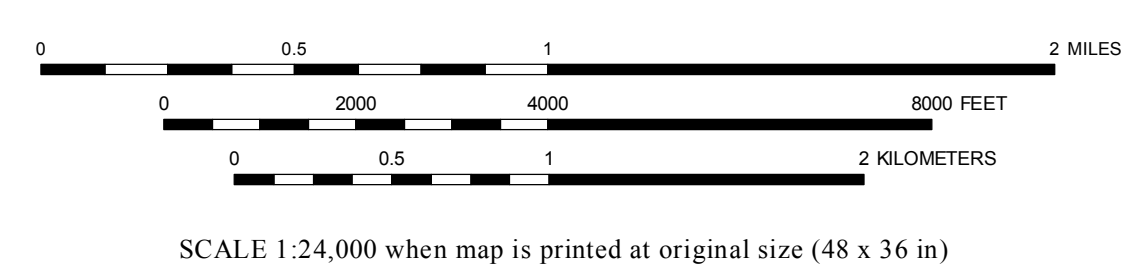 0 0.5 1 2 MILES
0 2000 4000 8000 FEET
0 0.5 1 2 KILOMETERS
SCALE 1:24,000 when map is printed at original size (48 x 36 in)